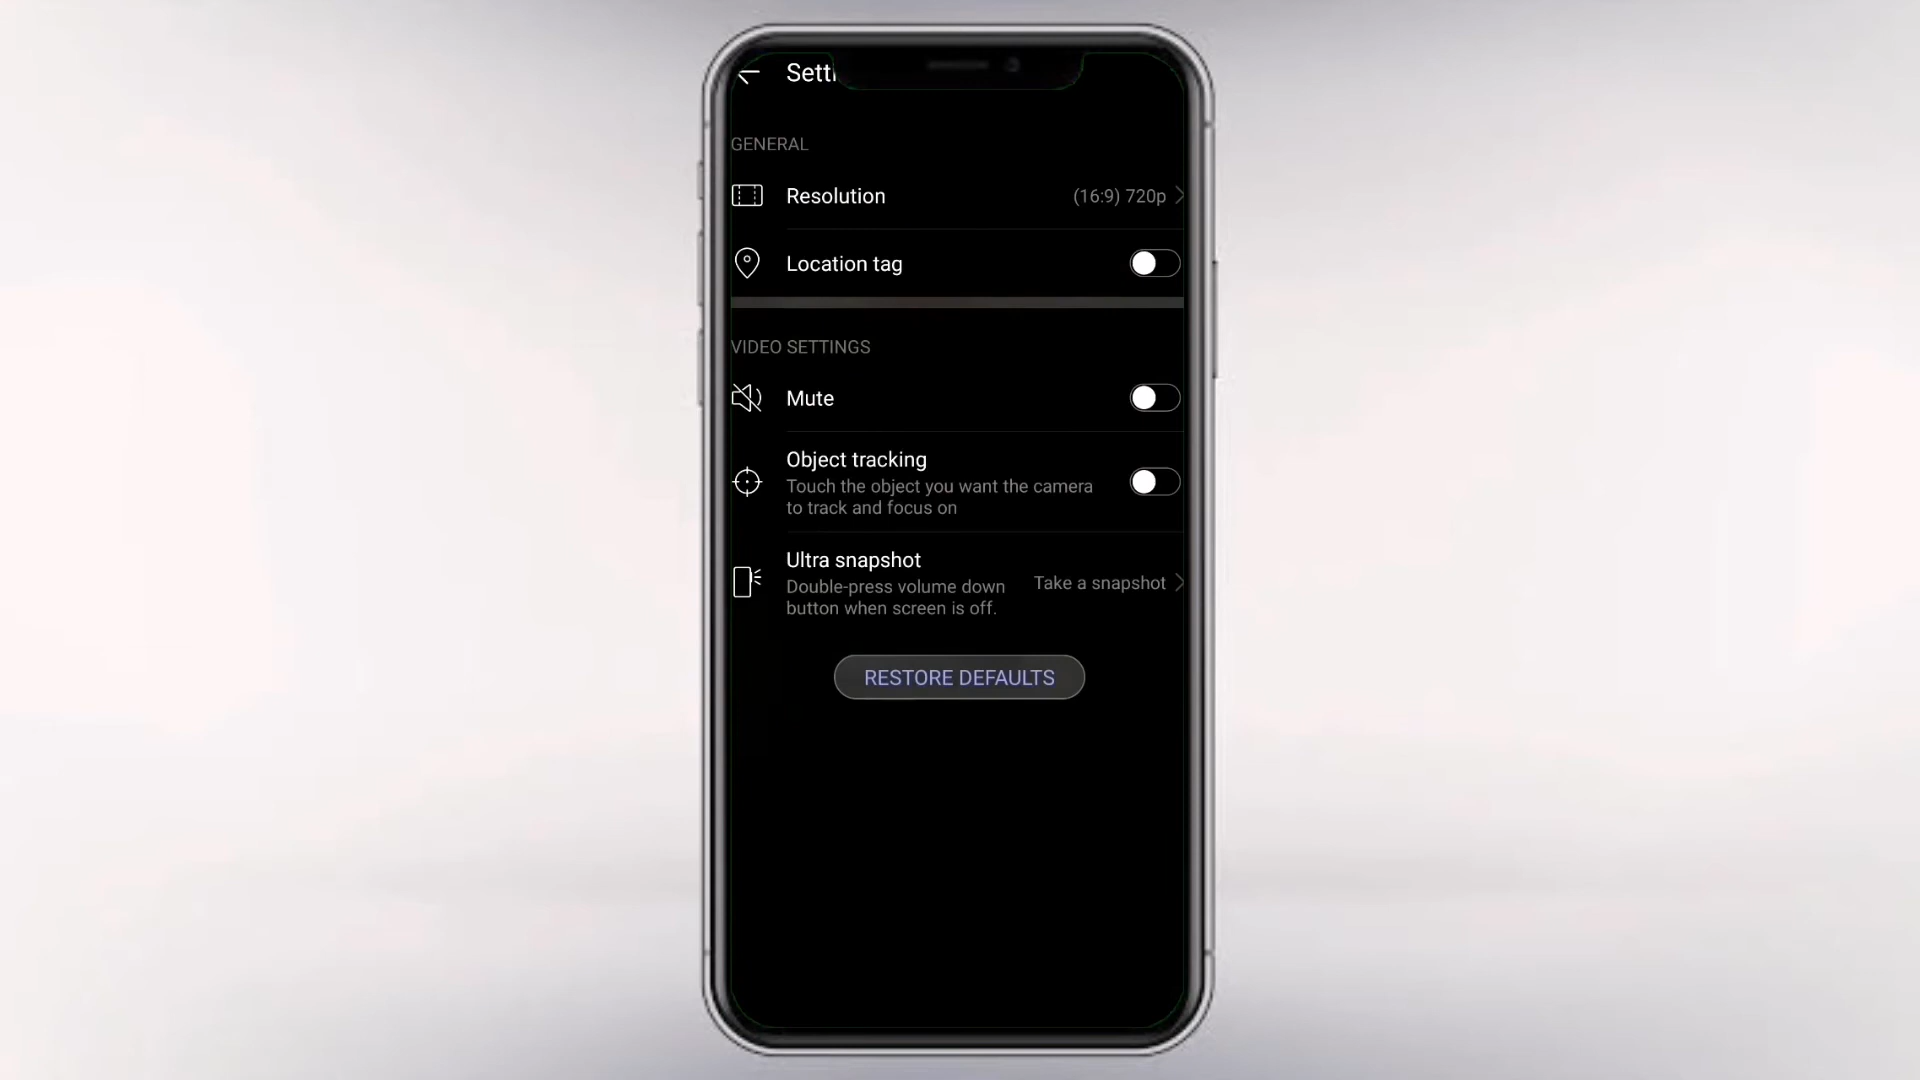 Setti
GENERAL
Resolution (16:9) 720p
Location tag
VIDEO SETTINGS
Mute
Object tracking
Touch the object you want the camera
to track and focus on
Ultra snapshot
Double-press volume down
button when screen is off.
Take a snapshot
RESTORE DEFAULTS